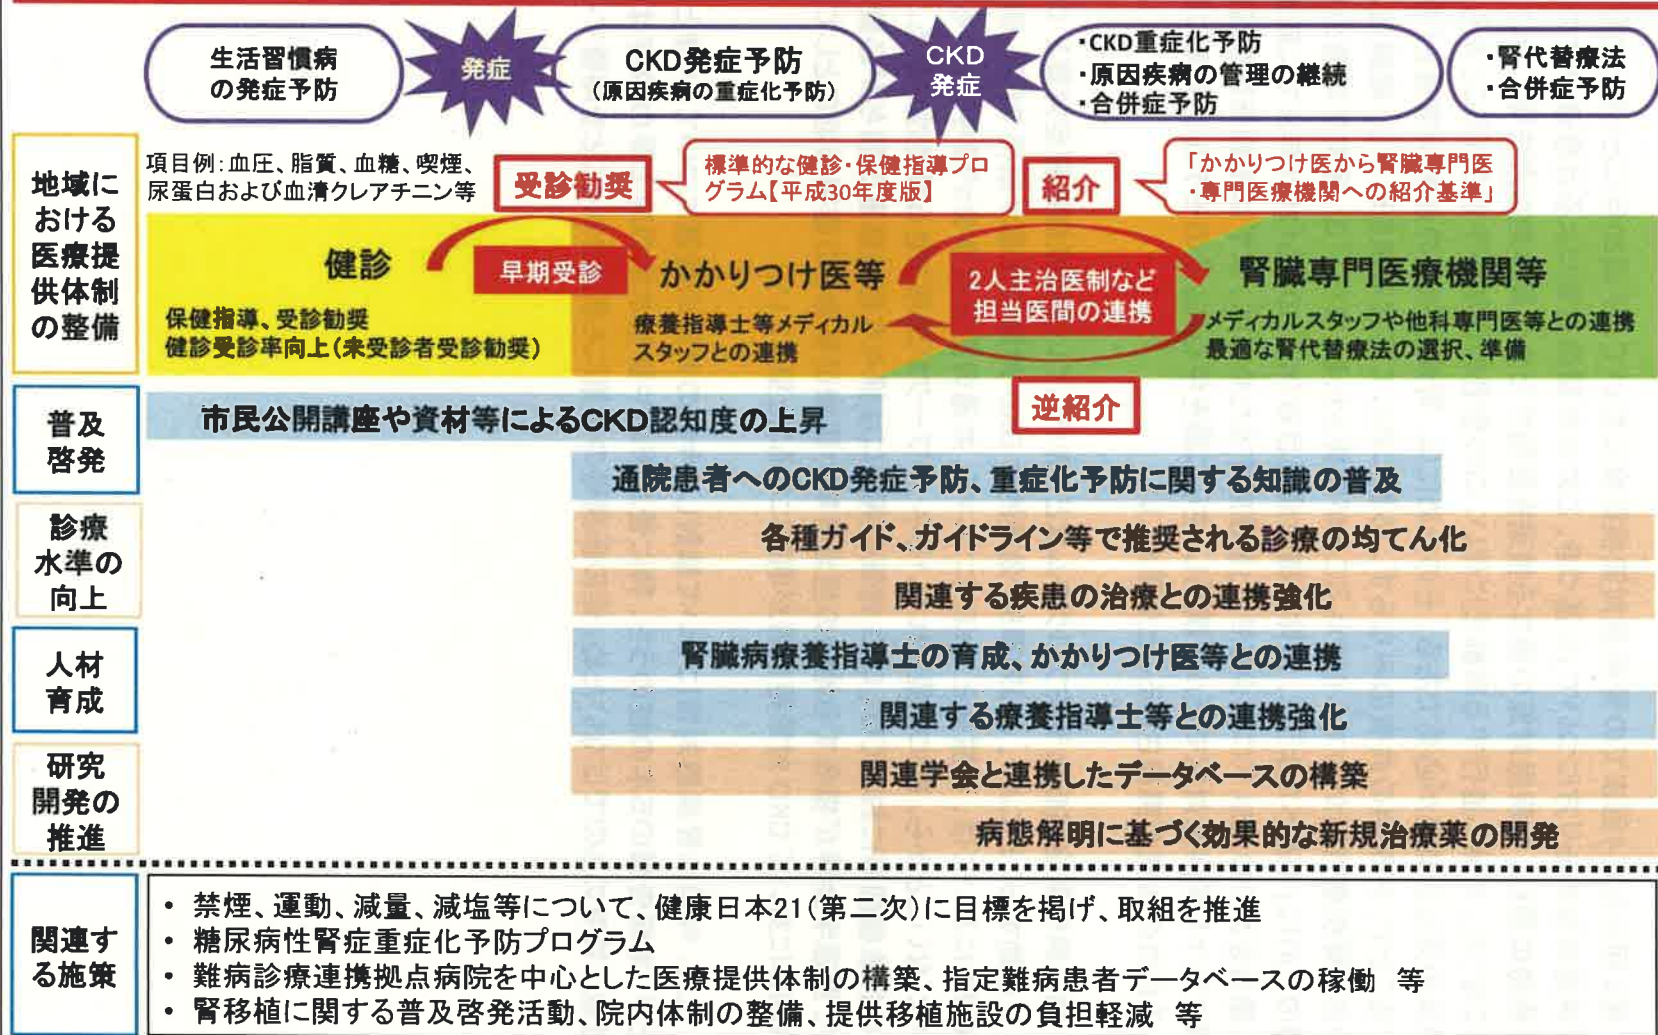 生活習慣病
の発症予防
発症
CKD発症予防
(原因疾病の重症化予防)
CKD
発症
・CKD重症化予防
・原因疾病の管理の継続
・合併症予防
・腎代替療法
・合併症予防
地域に
おける
医療提
供体制
の整備
項目例:血圧、脂質、血糖、喫煙、
尿蛋白および血清クレアチニン等
受診勧奨
標準的な健診・保健指導プロ
グラム【平成30年度版】
紹介
「かかりつけ医から腎臓専門医
・専門医療機関への紹介基準」
健診
早期受診
かかりつけ医等
2人主治医制など
担当医間の連携
腎臓専門医療機関等
保健指導、受診勧奨
健診受診率向上(未受診者受診勧奨)
療養指導士等メディカル
スタッフとの連携
メディカルスタッフや他科専門医等との連携
最適な腎代替療法の選択、準備
逆紹介
普及
啓発
市民公開講座や資材等によるCKD認知度の上昇
通院患者へのCKD発症予防、重症化予防に関する知識の普及
診療
水準の
向上
各種ガイド、ガイドライン等で推奨される診療の均てん化
関連する疾患の治療との連携強化
人材
育成
腎臓病療養指導士の育成、かかりつけ医等との連携
関連する療養指導士等との連携強化
研究
開発の
推進
関連学会と連携したデータベースの構築
病態解明に基づく効果的な新規治療薬の開発
関連す
る施策
• 禁煙、運動、減量、減塩等について、健康日本21(第二次)に目標を掲げ、取組を推進
• 糖尿病性腎症重症化予防プログラム
• 難病診療連携拠点病院を中心とした医療提供体制の構築、指定難病患者データベースの稼働 等
• 腎移植に関する普及啓発活動、院内体制の整備、提供移植施設の負担軽減 等